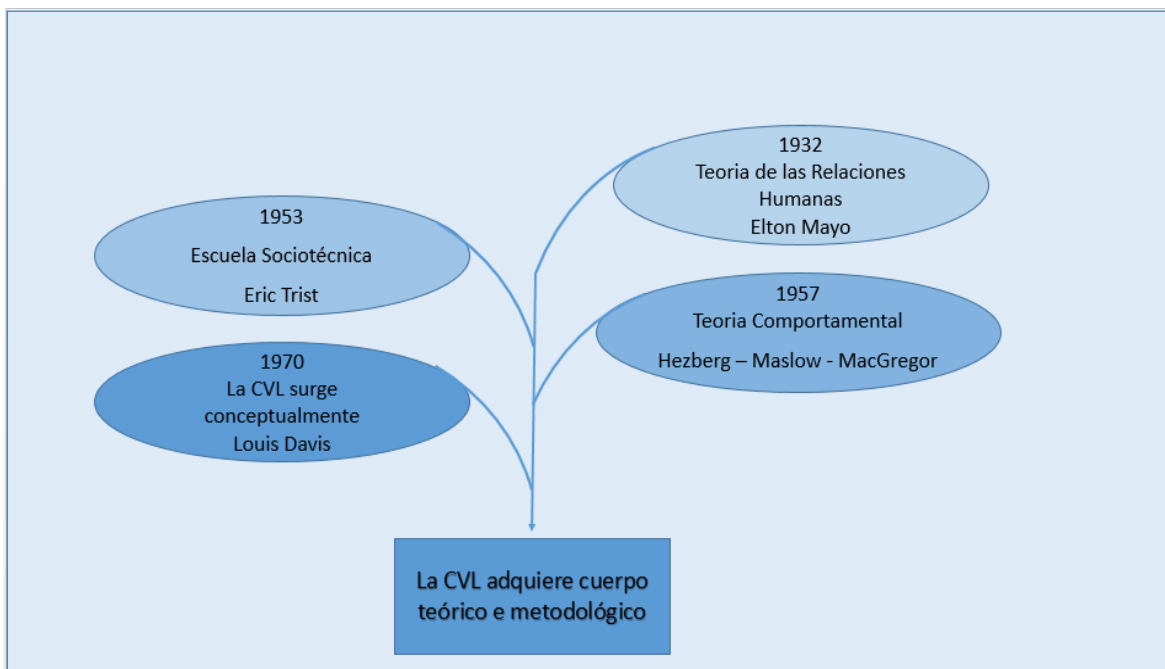 1932
Teoria de las Relaciones
Humanas
Elton Mayo
1953
Escuela Sociotécnica
Eric Trist
1957
Teoria Comportamental
Hezberg – Maslow - MacGregor
1970
La CVL surge
conceptualmente
Louis Davis
La CVL adquiere cuerpo
teórico e metodológico